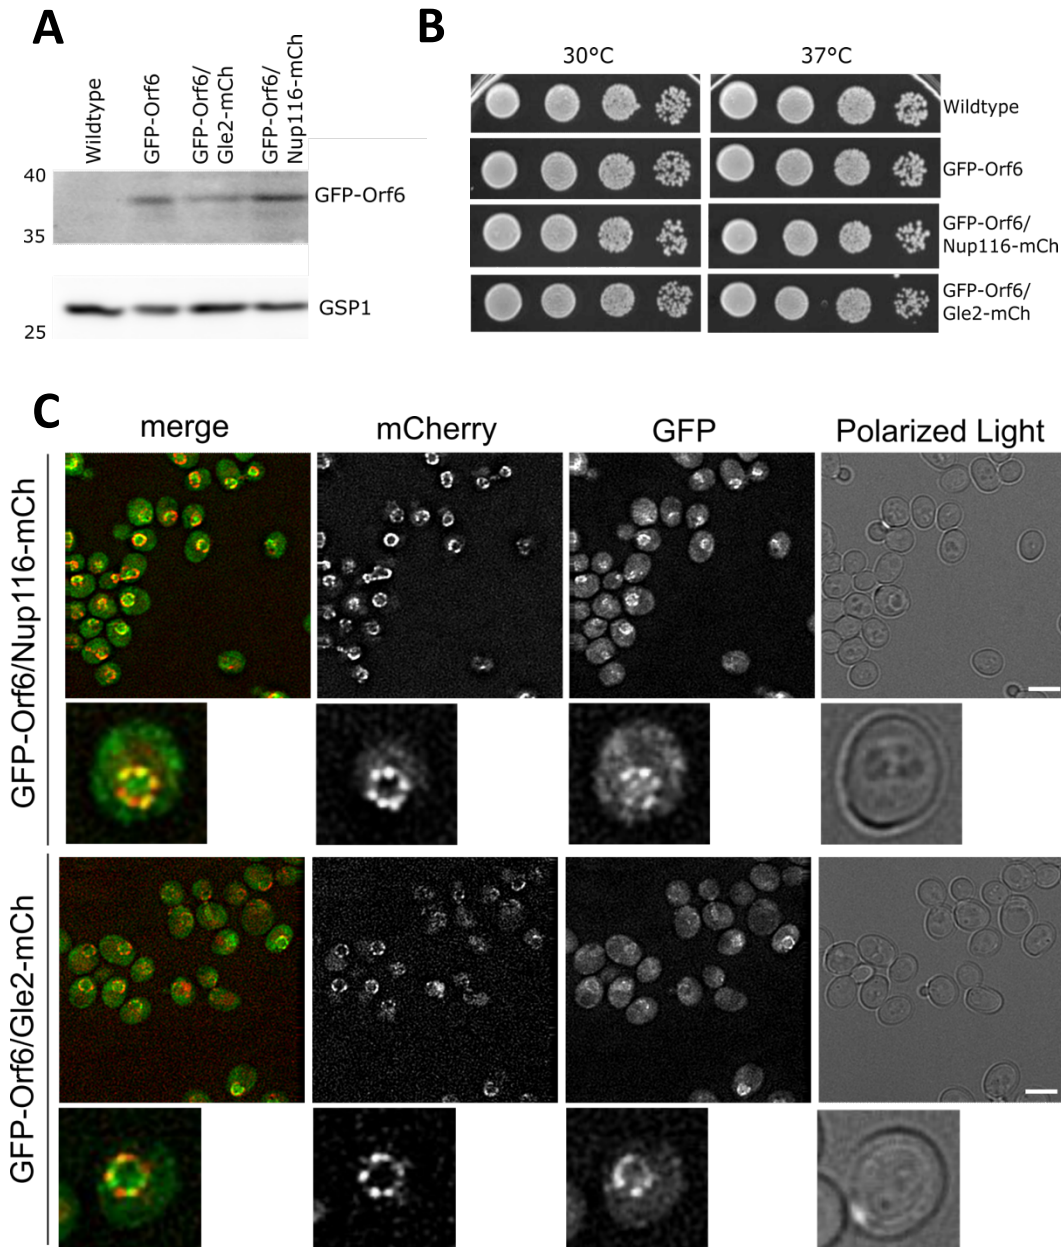 A
Wildtype
GFP-Orf6
GFP-Orf6/
Gle2-mCh
GFP-Orf6/
Nup116-mCh
40
GFP-Orf6
35
GSP1
25
B
30°C
37°C
Wildtype
GFP-Orf6
GFP-Orf6/
Nup116-mCh
GFP-Orf6/
Gle2-mCh
C
merge
mCherry
GFP
Polarized Light
GFP-Orf6/Nup116-mCh
GFP-Orf6/Gle2-mCh